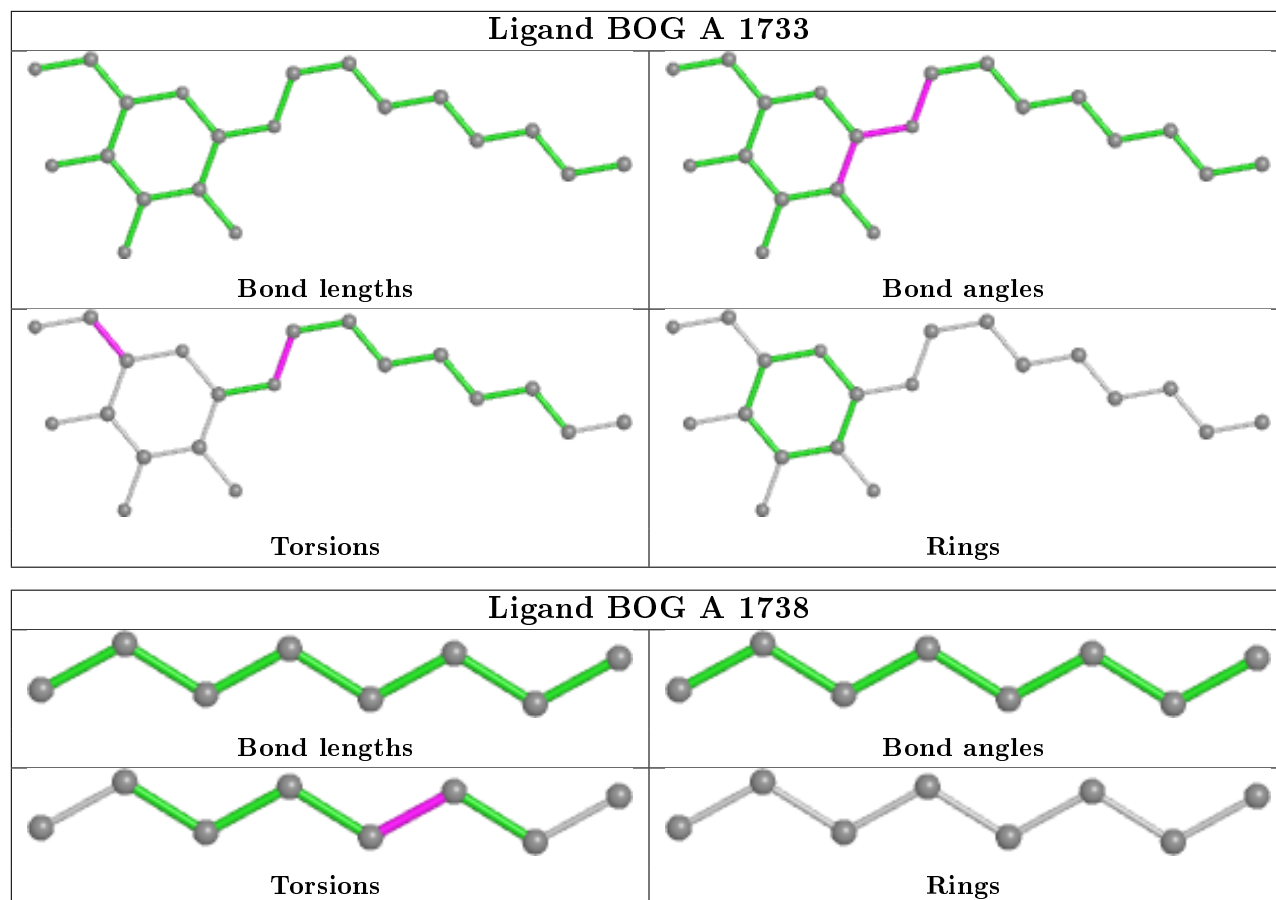 Ligand BOG A 1733
Bond lengths
Bond angles
Torsions
Rings
Ligand BOG A 1738
Bond lengths
Bond angles
Torsions
Rings